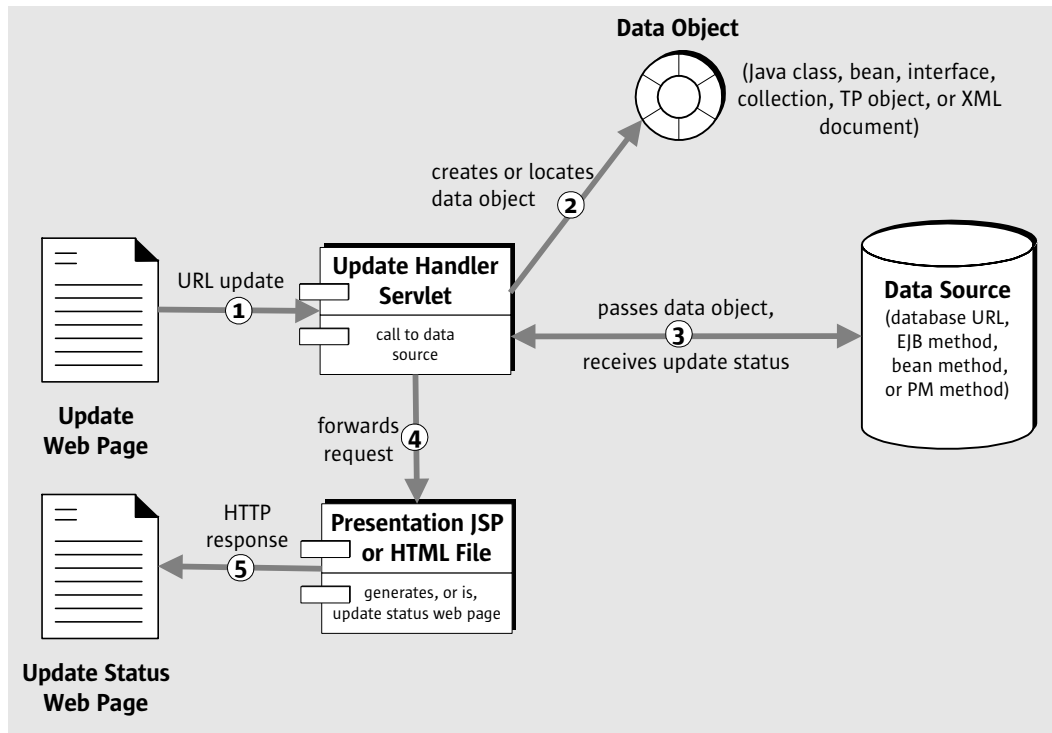 Data Object
(Java class, bean, interface,
collection, TP object, or XML
document)
creates or locates
data object
2
URL update
1
Update Handler
Servlet
call to data
source
passes data object,
3
receives update status
Data Source
(database URL,
EJB method,
bean method,
or PM method)
Update
Web Page
forwards
request
4
HTTP
response
5
Presentation JSP
or HTML File
generates, or is,
update status web page
Update Status
Web Page